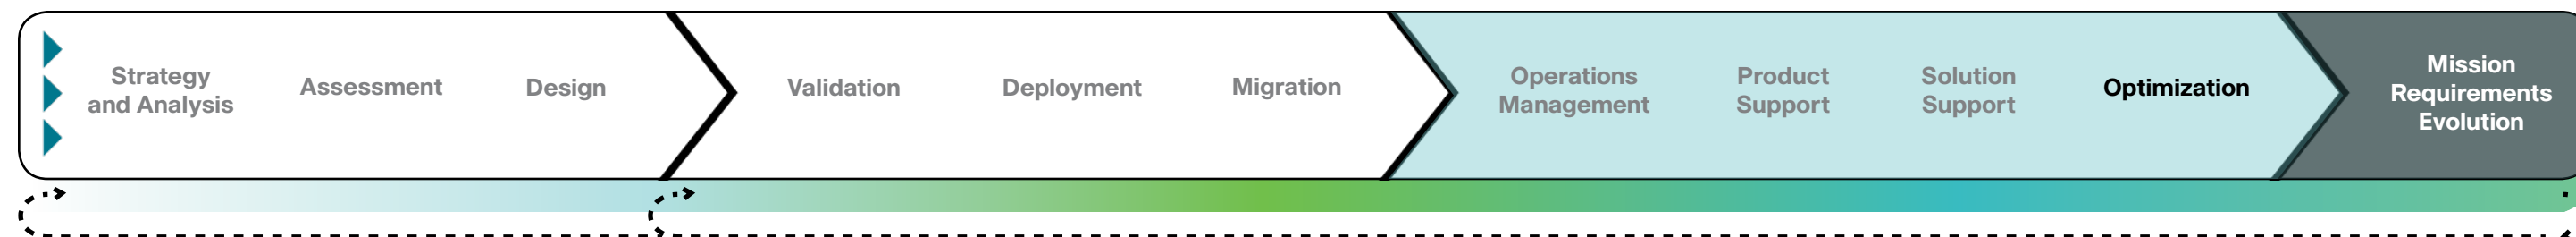 Strategy
and Analysis
Assessment
Design
Validation
Deployment
Migration
Operations
Management
Product
Support
Solution
Support
Optimization
Mission
Requirements
Evolution